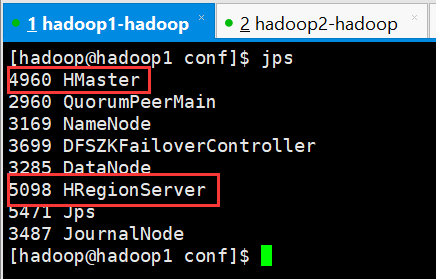 1 hadoop1-hadoop × 2 hadoop2-hadoop ×
[hadoop@hadoop1 conf]$ jps
4960 HMaster
2960 QuorumPeerMain
3169 NameNode
3699 DFSZKFailoverController
3285 DataNode
5098 HRegionServer
5471 Jps
3487 JournalNode
[hadoop@hadoop1 conf]$